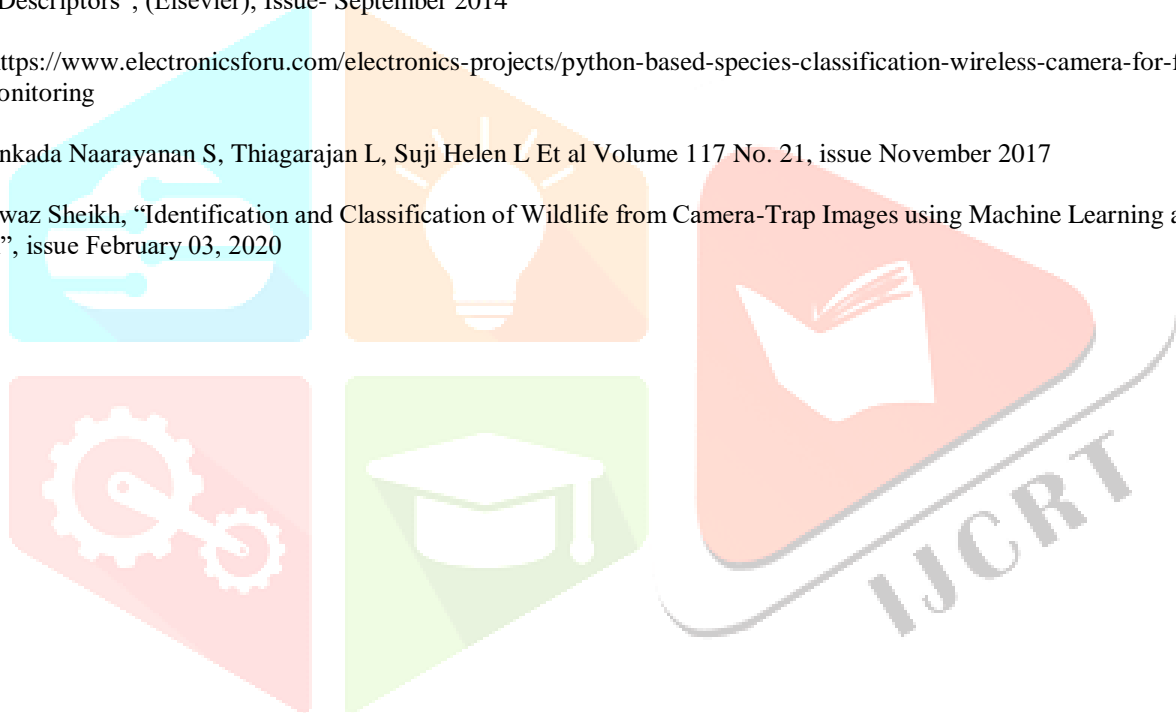 Descriptors”, (Elsevier), Issue- September 2014
ttps://www.electronicsforu.com/electronics-projects/python-based-species-classification-wireless-camera-for-f
onitoring
nkada Naarayanan S, Thiagarajan L, Suji Helen L Et al Volume 117 No. 21, issue November 2017
waz Sheikh, “Identification and Classification of Wildlife from Camera-Trap Images using Machine Learning a
”, issue February 03, 2020
IJCRT